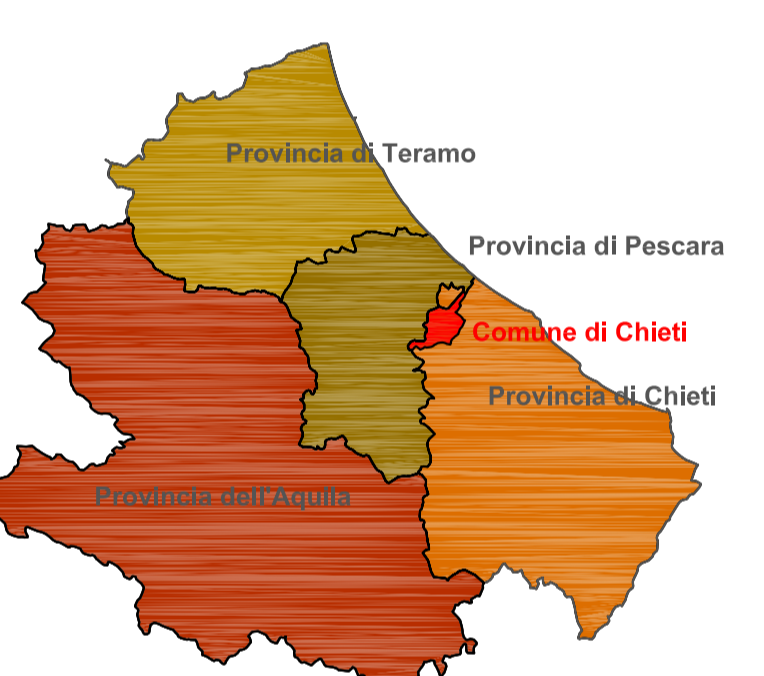 Provincia di Teramo
Provincia di Pescara
Comune di Chieti
Provincia di Chieti
Provincia dell'Aquila